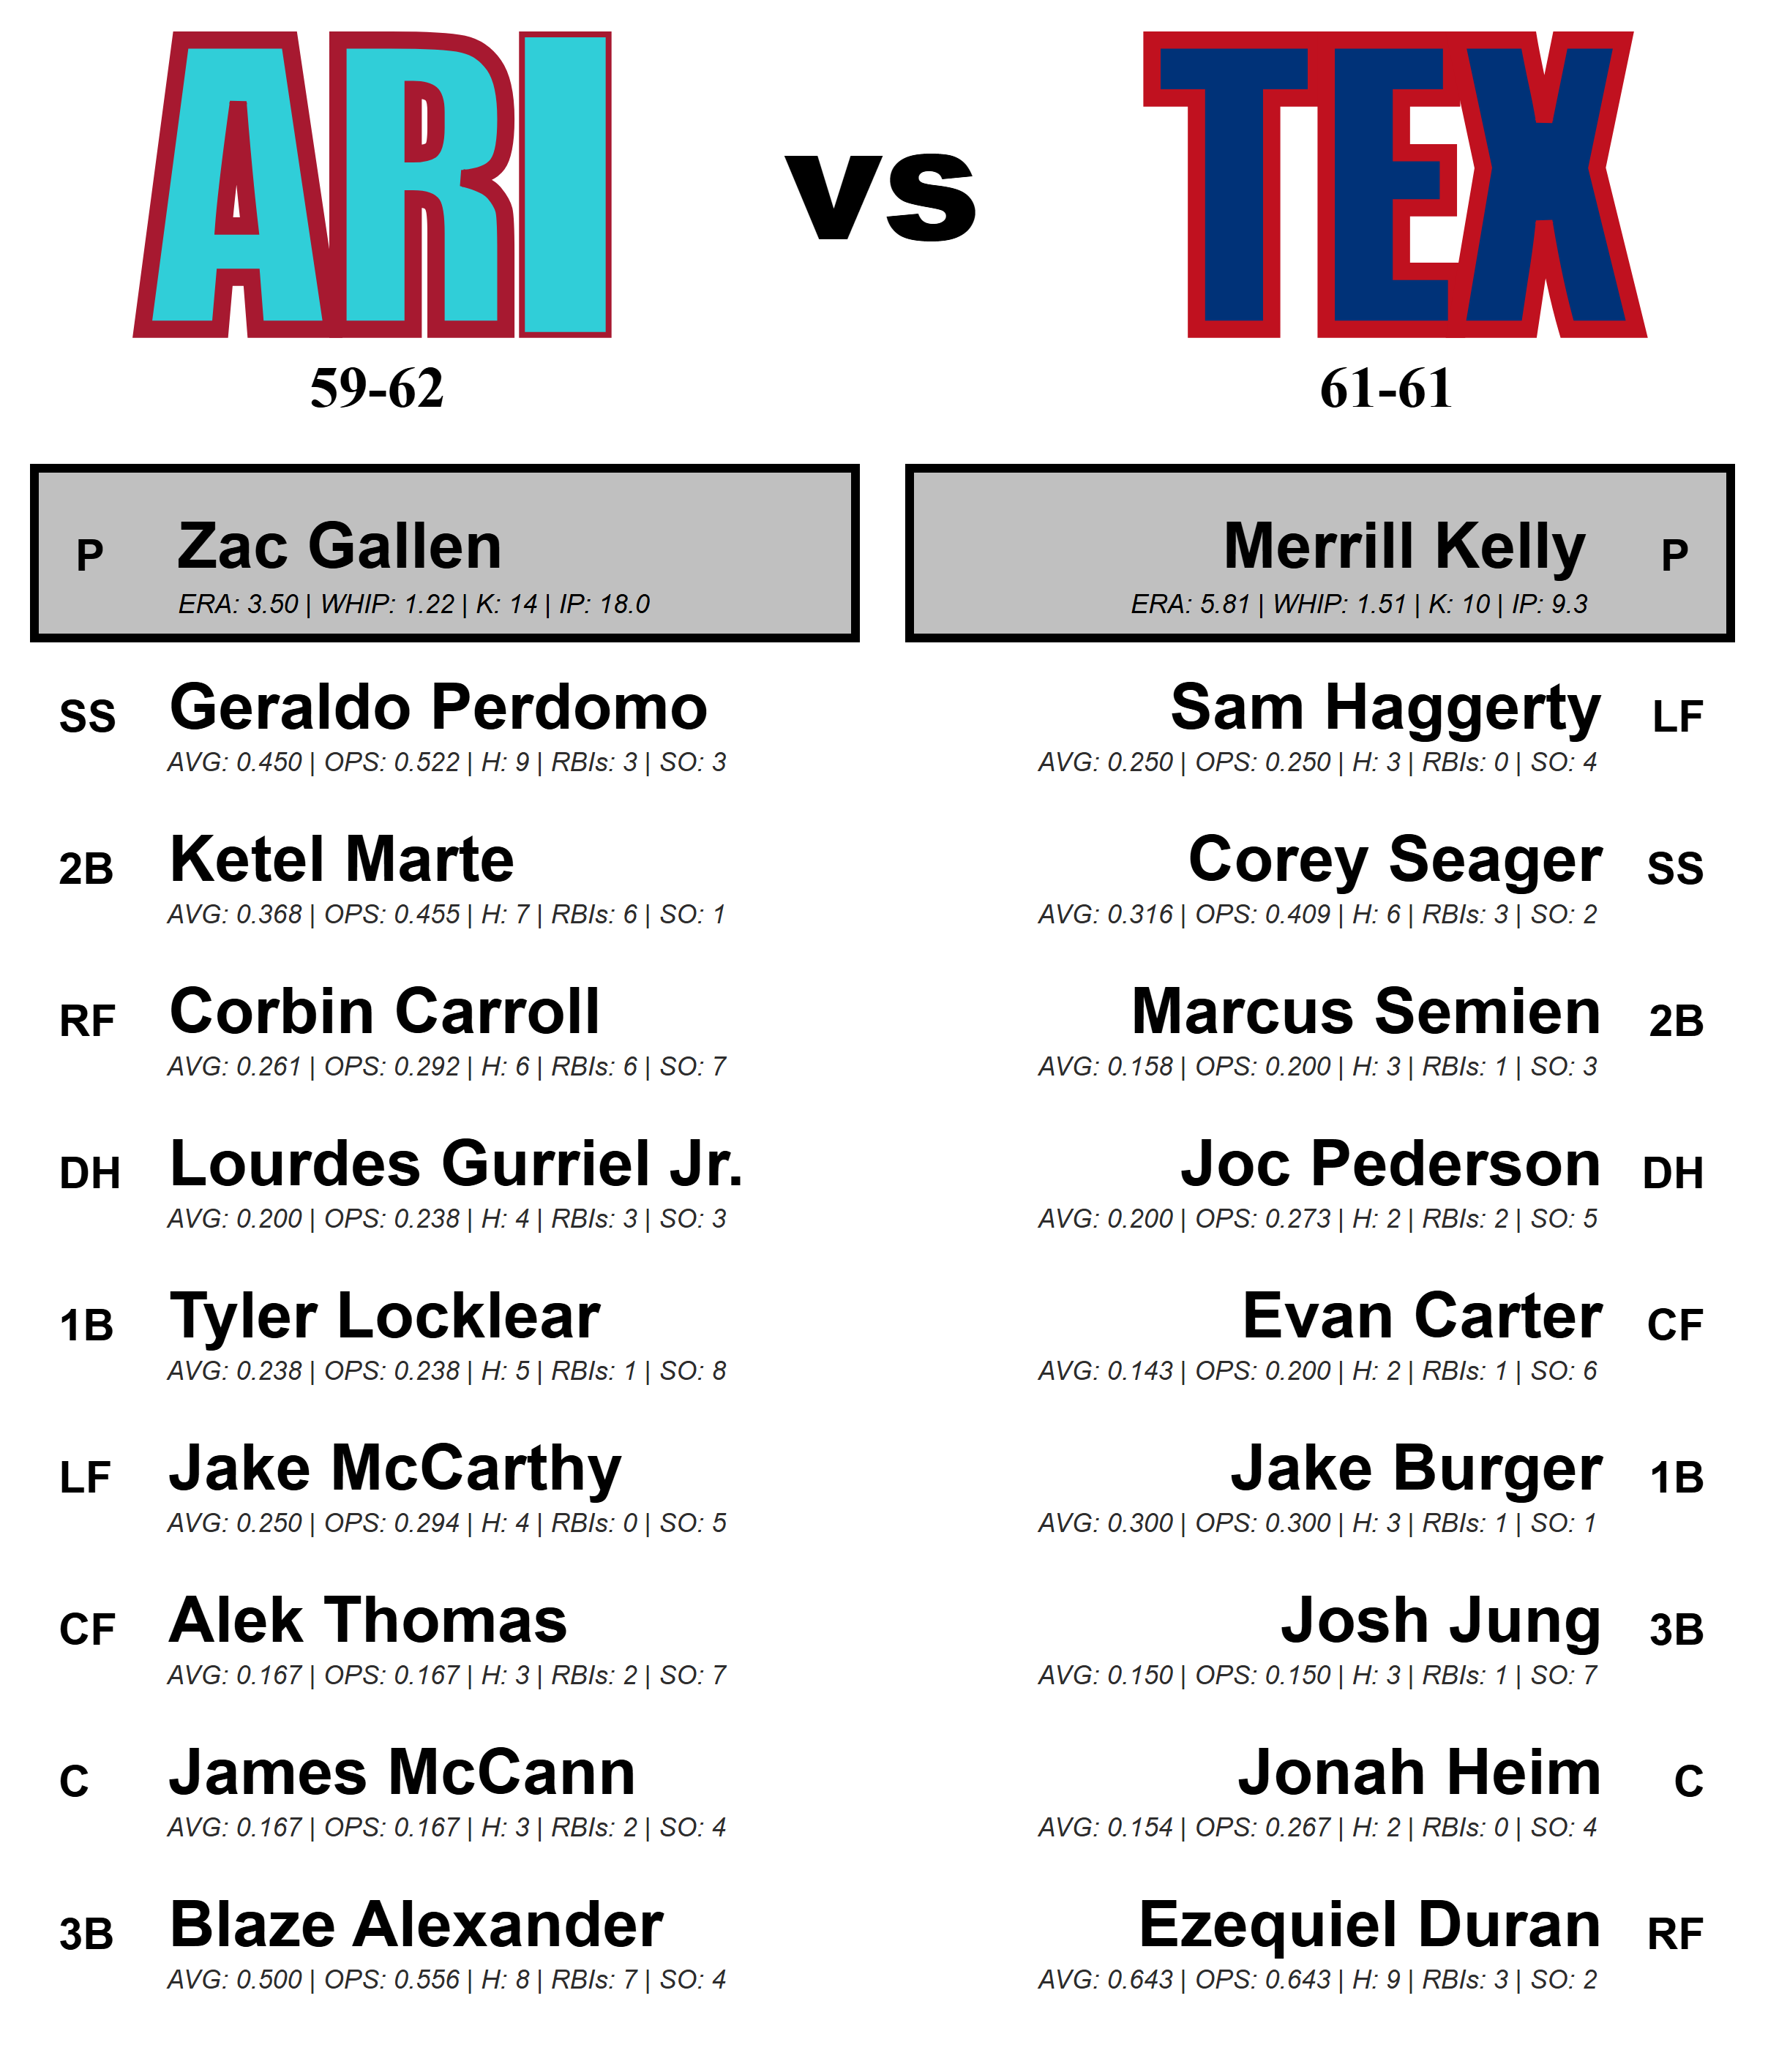 ARI
vs
TEX
59-62
61-61
P Zac Gallen
ERA: 3.50 | WHIP: 1.22 | K: 14 | IP: 18.0
Merrill Kelly P
ERA: 5.81 | WHIP: 1.51 | K: 10 | IP: 9.3
SS Geraldo Perdomo
AVG: 0.450 | OPS: 0.522 | H: 9 | RBIs: 3 | SO: 3
2B Ketel Marte
AVG: 0.368 | OPS: 0.455 | H: 7 | RBIs: 6 | SO: 1
RF Corbin Carroll
AVG: 0.261 | OPS: 0.292 | H: 6 | RBIs: 6 | SO: 7
DH Lourdes Gurriel Jr.
AVG: 0.200 | OPS: 0.238 | H: 4 | RBIs: 3 | SO: 3
1B Tyler Locklear
AVG: 0.238 | OPS: 0.238 | H: 5 | RBIs: 1 | SO: 8
LF Jake McCarthy
AVG: 0.250 | OPS: 0.294 | H: 4 | RBIs: 0 | SO: 5
CF Alek Thomas
AVG: 0.167 | OPS: 0.167 | H: 3 | RBIs: 2 | SO: 7
C James McCann
AVG: 0.167 | OPS: 0.167 | H: 3 | RBIs: 2 | SO: 4
3B Blaze Alexander
AVG: 0.500 | OPS: 0.556 | H: 8 | RBIs: 7 | SO: 4
Sam Haggerty LF
AVG: 0.250 | OPS: 0.250 | H: 3 | RBIs: 0 | SO: 4
Corey Seager SS
AVG: 0.316 | OPS: 0.409 | H: 6 | RBIs: 3 | SO: 2
Marcus Semien 2B
AVG: 0.158 | OPS: 0.200 | H: 3 | RBIs: 1 | SO: 3
Joc Pederson DH
AVG: 0.200 | OPS: 0.273 | H: 2 | RBIs: 2 | SO: 5
Evan Carter CF
AVG: 0.143 | OPS: 0.200 | H: 2 | RBIs: 1 | SO: 6
Jake Burger 1B
AVG: 0.300 | OPS: 0.300 | H: 3 | RBIs: 1 | SO: 1
Josh Jung 3B
AVG: 0.150 | OPS: 0.150 | H: 3 | RBIs: 1 | SO: 7
Jonah Heim C
AVG: 0.154 | OPS: 0.267 | H: 2 | RBIs: 0 | SO: 4
Ezequiel Duran RF
AVG: 0.643 | OPS: 0.643 | H: 9 | RBIs: 3 | SO: 2